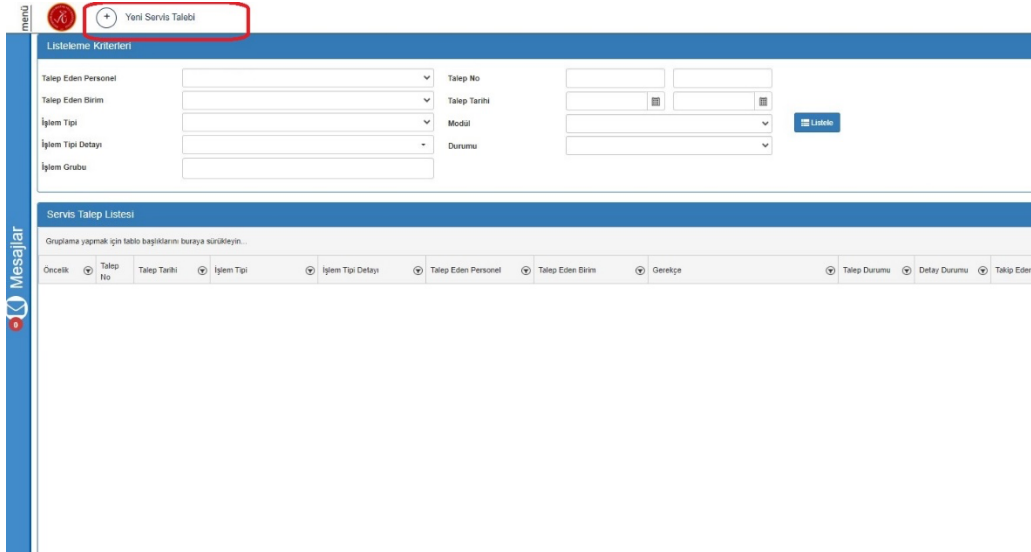 menü
Yeni Servis Talebi
Listeleme Kriterleri
Talep Eden Personel
Talep No
Talep Eden Birim
Talep Tarihi
İşlem Tipi
Modül
Listele
İşlem Tipi Detayı
Durumu
İşlem Grubu
Mesajlar
0
Servis Talep Listesi
Gruplama yapmak için tablo başlıklarını buraya sürükleyin...
Öncelik Talep No Talep Tarihi İşlem Tipi İşlem Tipi Detayı Talep Eden Personel Talep Eden Birim Gerekçe Talep Durumu Detay Durumu Takip Eden